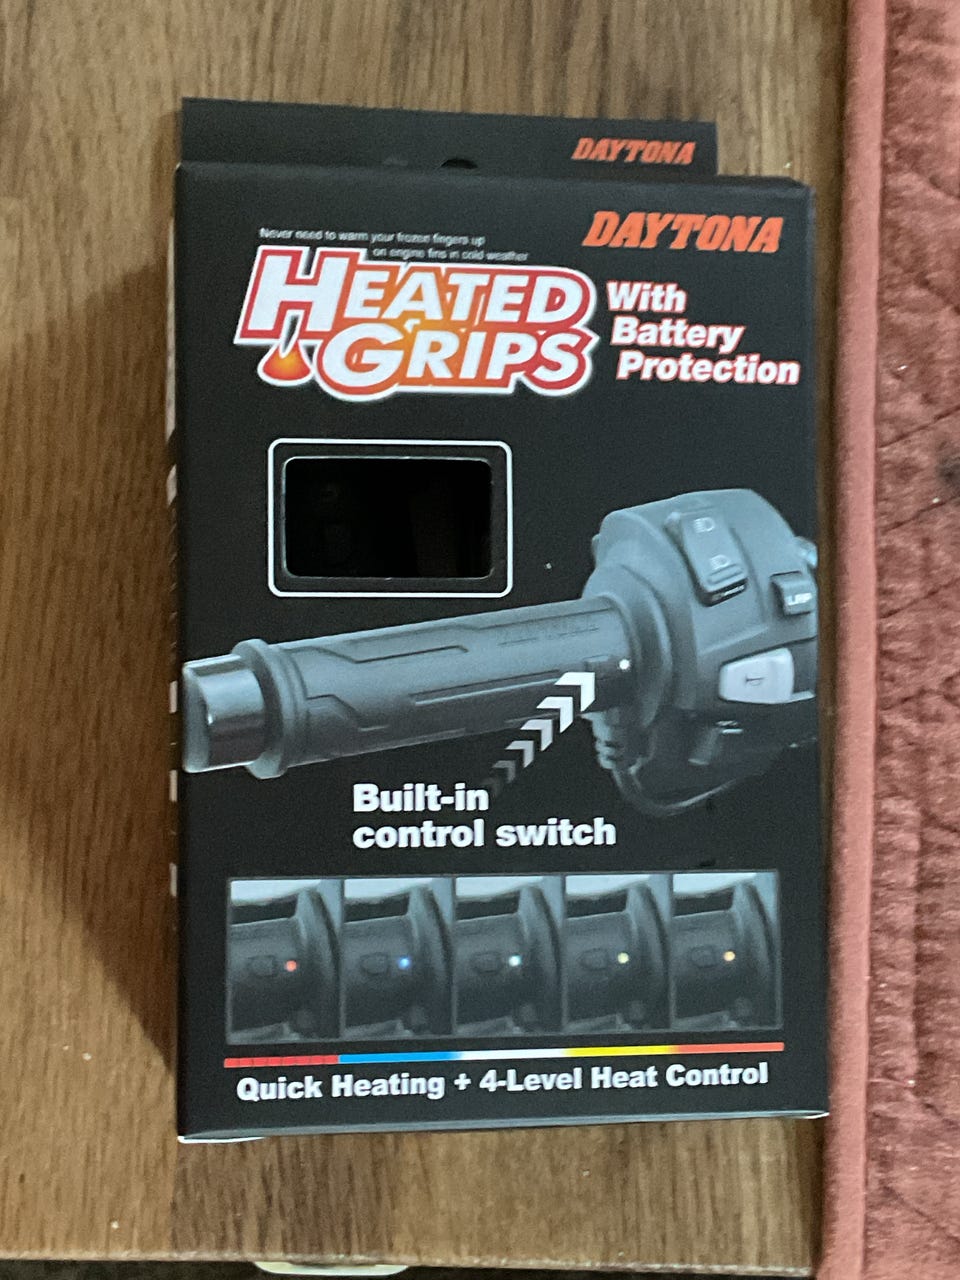 DAYTONA
DAYTONA
Never need to warm your frozen fingers up
on engine fins in cold weather
HEATED
GRIPS
With
Battery
Protection
Built-in
control switch
Quick Heating + 4-Level Heat Control